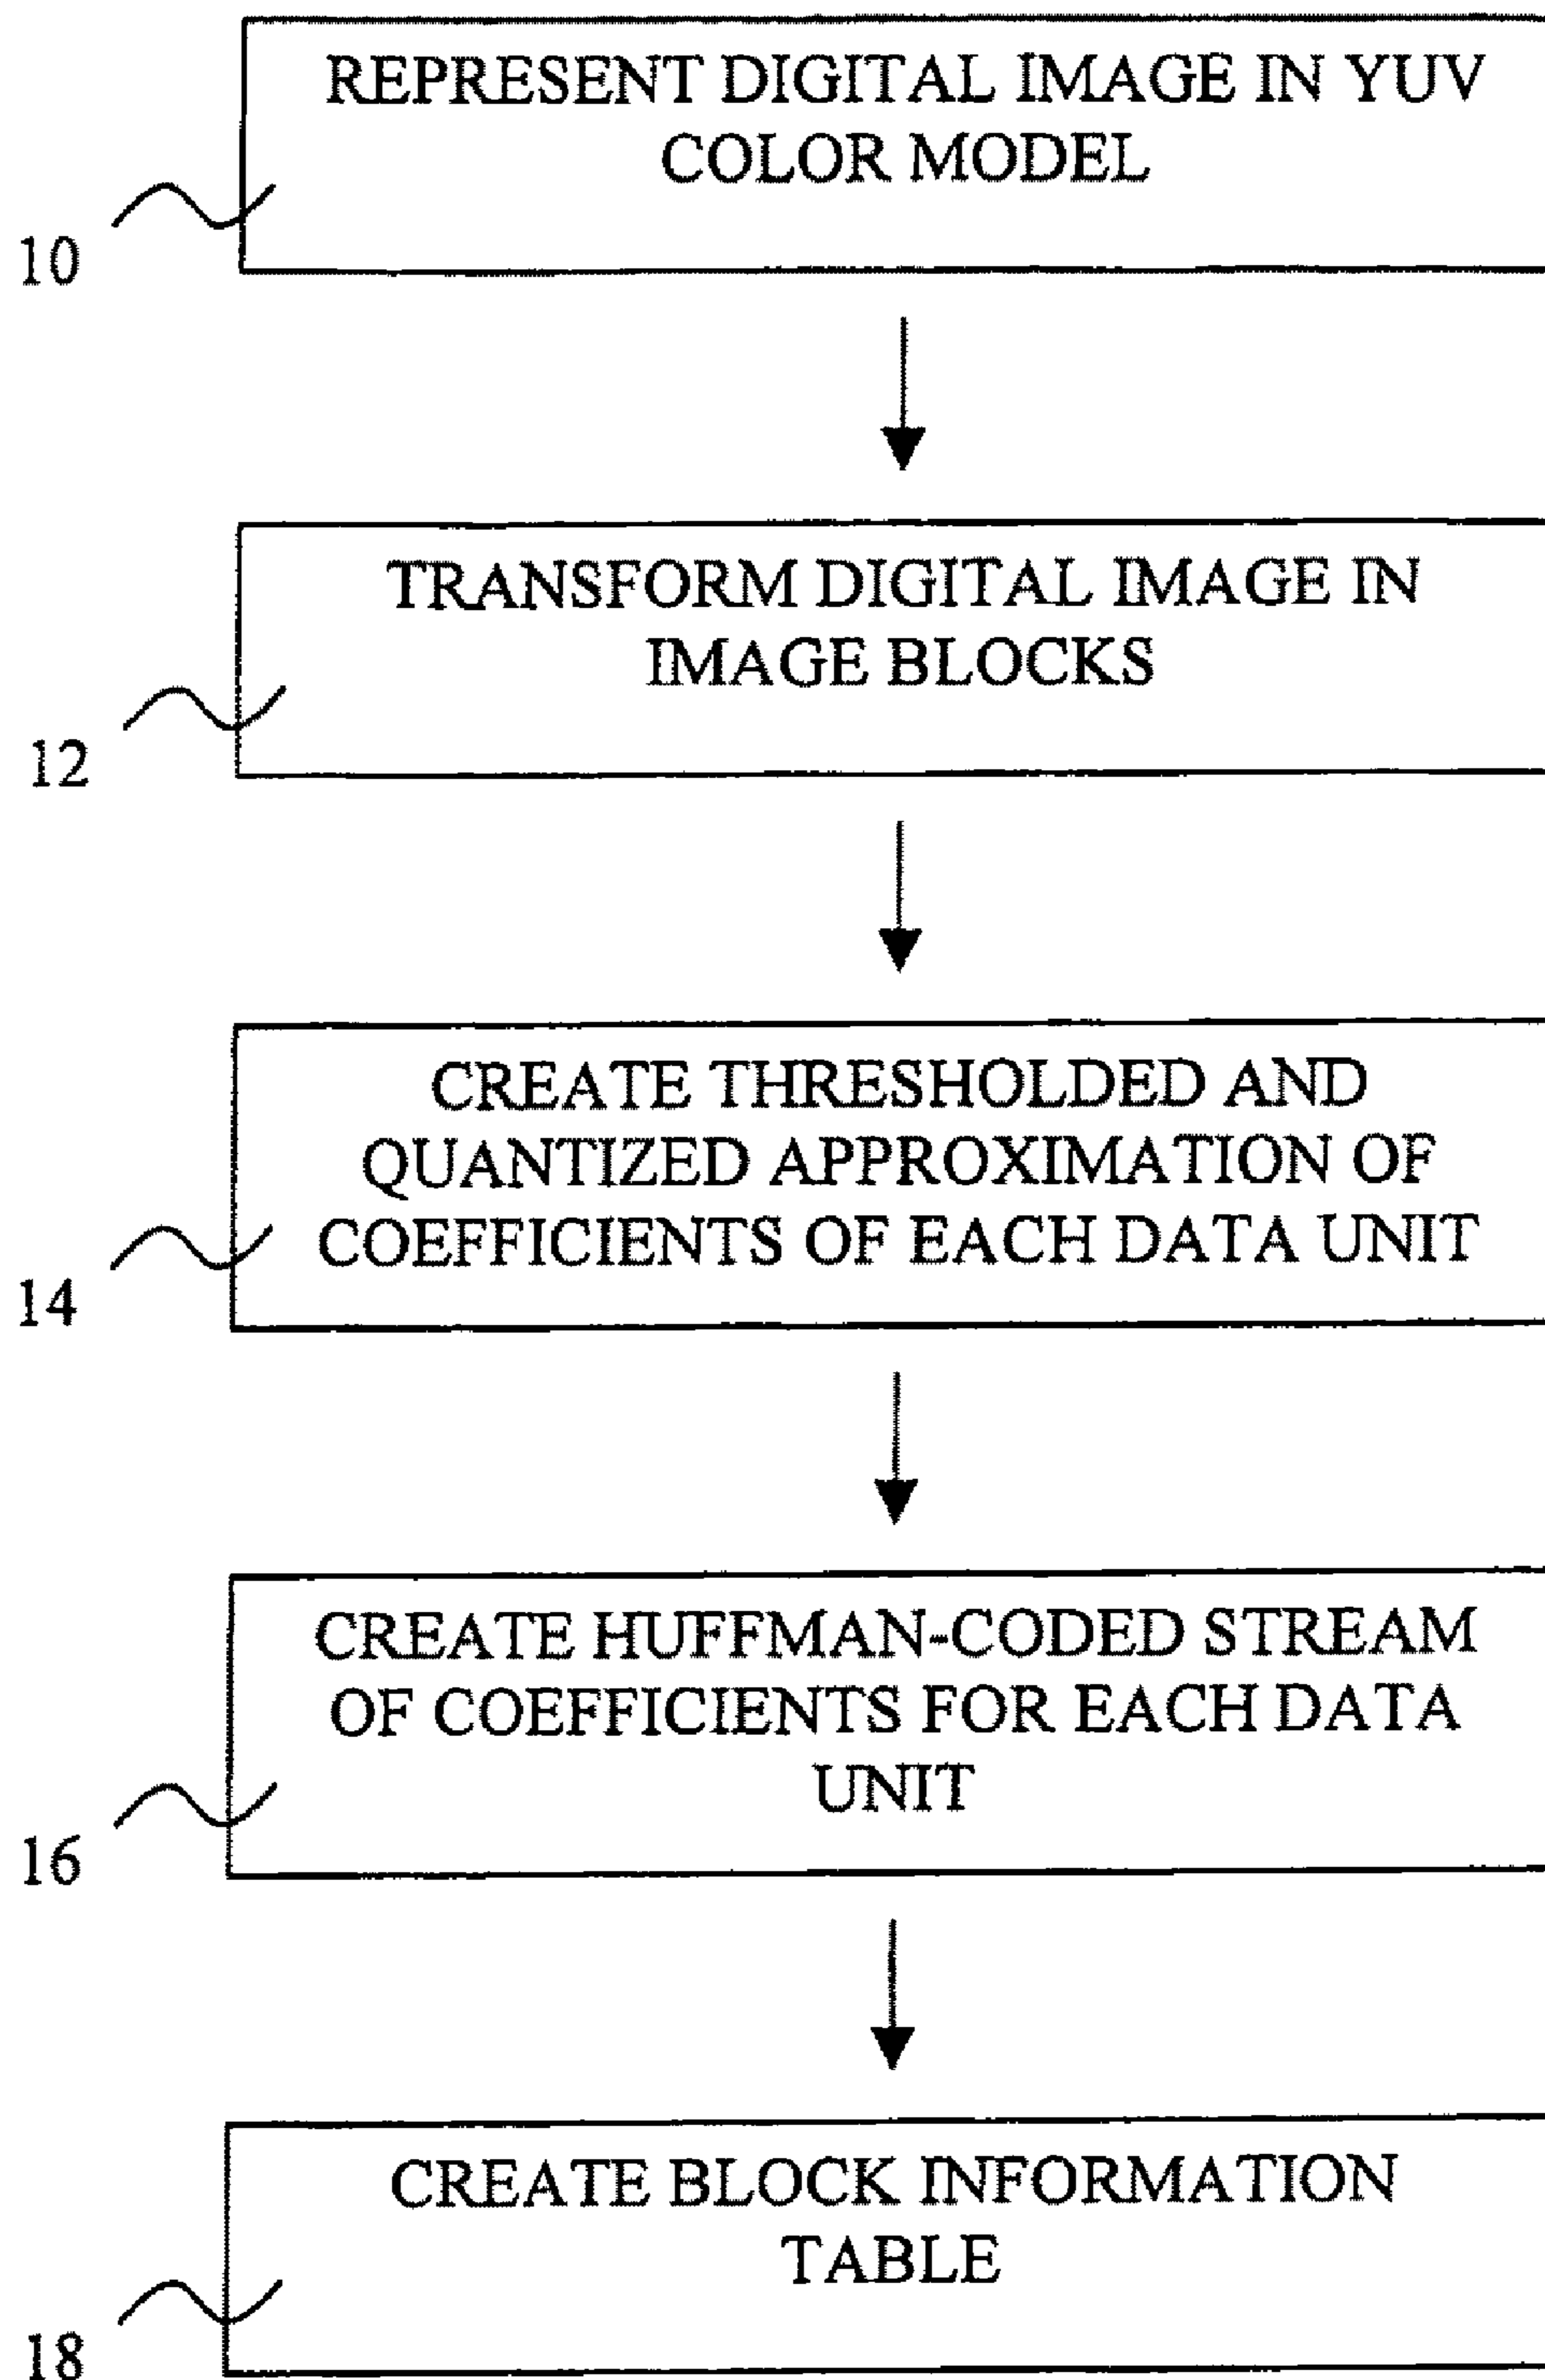 REPRESENT DIGITAL IMAGE IN YUV
COLOR MODEL
10
TRANSFORM DIGITAL IMAGE IN
IMAGE BLOCKS
12
CREATE THRESHOLDED AND
QUANTIZED APPROXIMATION OF
COEFFICIENTS OF EACH DATA UNIT
14
CREATE HUFFMAN-CODED STREAM
OF COEFFICIENTS FOR EACH DATA
UNIT
16
CREATE BLOCK INFORMATION
TABLE
18